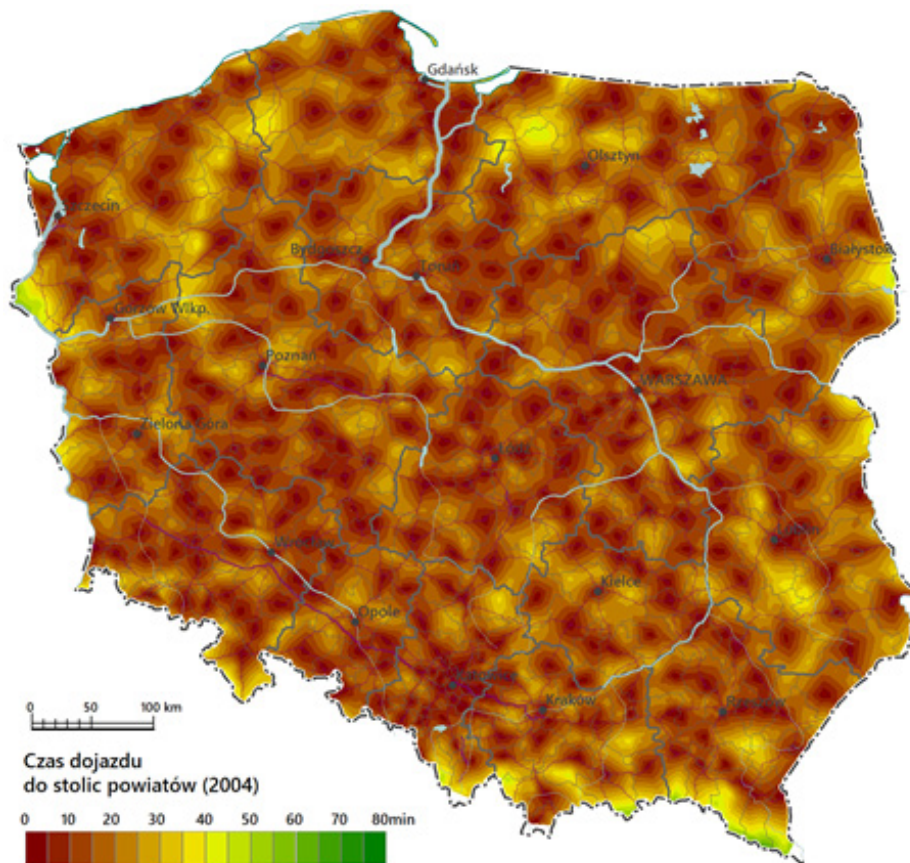 Gdańsk
Olsztyn
Szczecin
Bydgoszcz
Białystok
Toruń
Gorzów Wlkp.
Poznań
WARSZAWA
Zielona Góra
Łódź
Lublin
Wrocław
Kielce
Opole
Katowice
Kraków
Rzeszów
0 50 100 km
Czas dojazdu
do stolic powiatów (2004)
0 10 20 30 40 50 60 70 80min